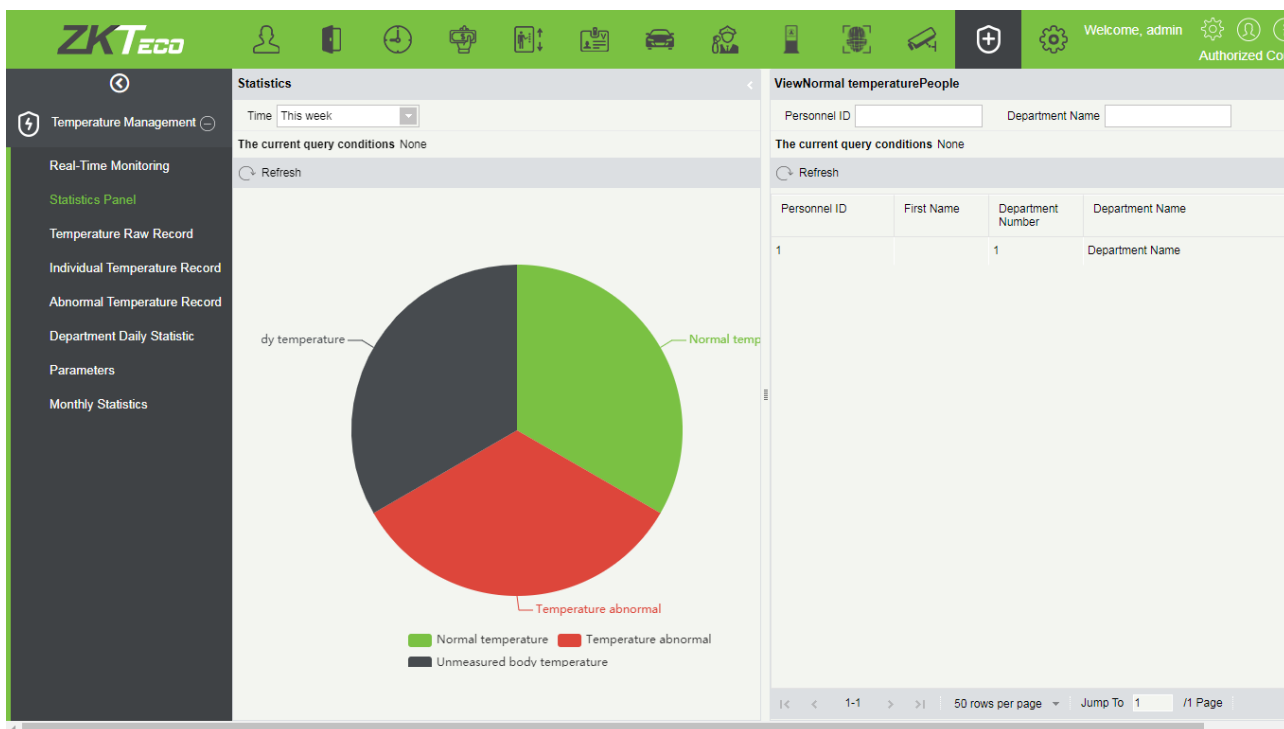 ZKTeco
Welcome, admin
Authorized Co
Temperature Management
Real-Time Monitoring
Statistics Panel
Temperature Raw Record
Individual Temperature Record
Abnormal Temperature Record
Department Daily Statistic
Parameters
Monthly Statistics
Statistics
Time This week
The current query conditions None
Refresh
dy temperature
Normal temp
Temperature abnormal
Normal temperature Temperature abnormal
Unmeasured body temperature
ViewNormal temperaturePeople
Personnel ID Department Name
The current query conditions None
Refresh
Personnel ID First Name Department Number Department Name
1 1 Department Name
1-1 50 rows per page Jump To 1 /1 Page